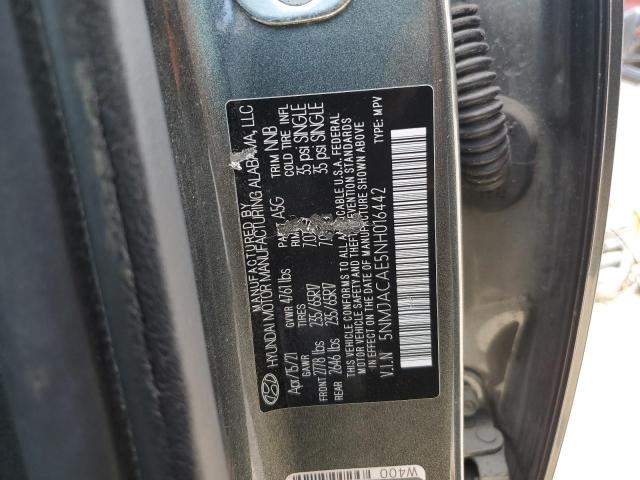 MANUFACTURED BY
HYUNDAI MOTOR MANUFACTURING ALABAMA, LLC
Apr/15/21 GVWR 4761 lbs PAINT A5G TRIM NNB
GAWR TIRES COLD TIRE INFL
FRONT 2778 lbs 235/65R17 35 psi SINGLE
REAR 2646 lbs 235/65R17 35 psi SINGLE
THIS VEHICLE CONFORMS TO ALL APPLICABLE U.S.A. FEDERAL
MOTOR VEHICLE SAFETY AND THEFT PREVENTION STANDARDS
IN EFFECT ON THE DATE OF MANUFACTURE SHOWN ABOVE.
V.I.N 5NMJACAE5NH016442 TYPE: MPV
W400